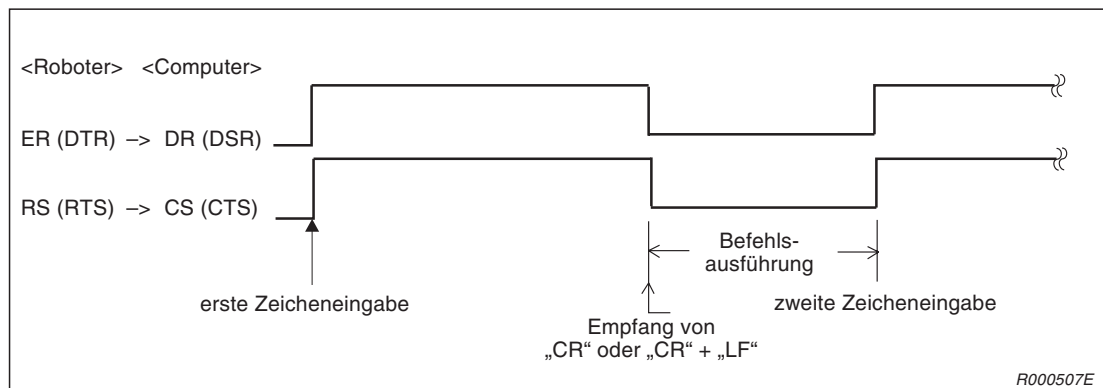 <Roboter> <Computer>
ER (DTR) –> DR (DSR)
RS (RTS) –> CS (CTS)
Befehls-
ausführung
erste Zeicheneingabe
zweite Zeicheneingabe
Empfang von
„CR“ oder „CR“ + „LF“
R000507E